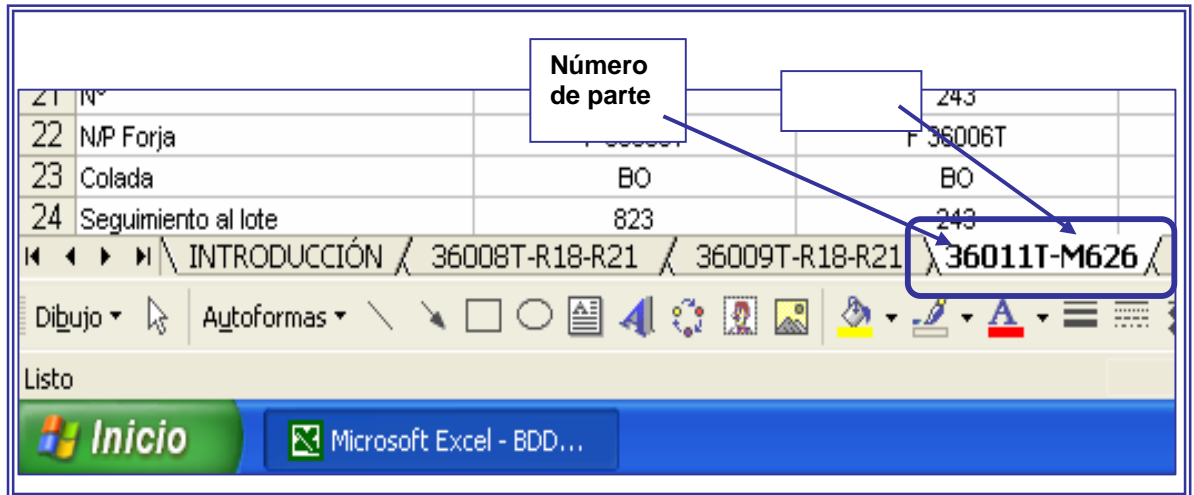 Número
de parte
21 Nº 243
22 N/P Forja F 36006T
23 Colada BO BO
24 Seguimiento al lote 823 243
INTRODUCCIÓN / 36008T-R18-R21 / 36009T-R18-R21 \ 36011T-M626 /
Dibujo Autoformas
Listo
Inicio Microsoft Excel - BDD...